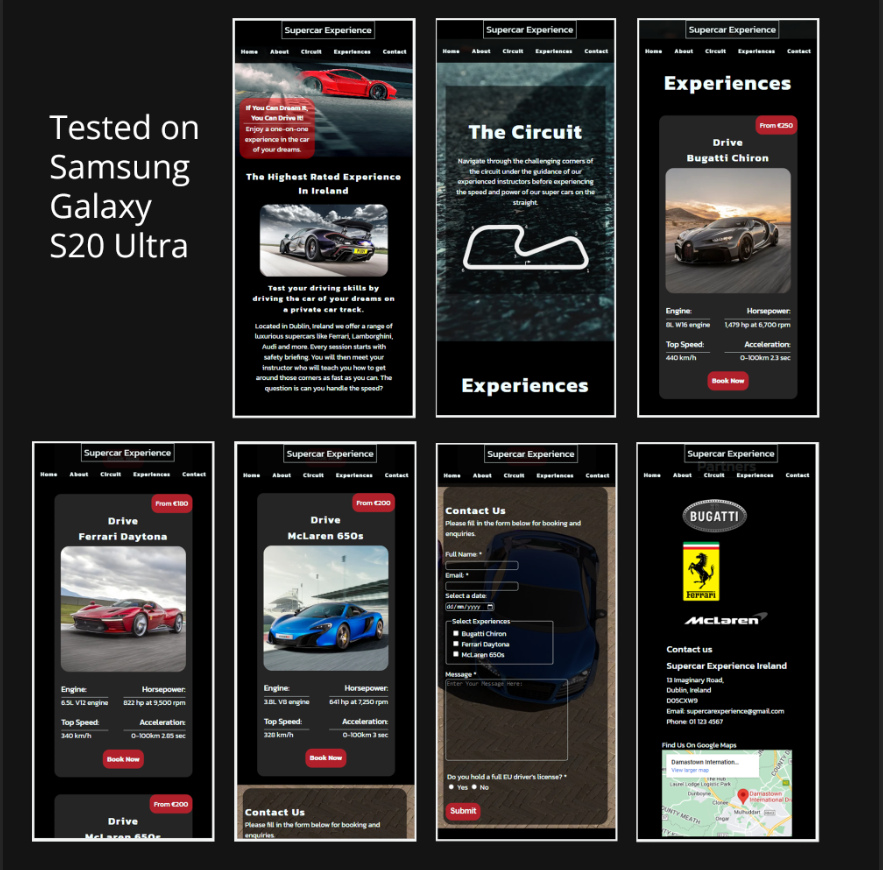 Tested on
Samsung
Galaxy
S20 Ultra
Supercar Experience
Home About Circuit Experiences Contact
If You Can Dream It,
You Can Drive It!
Enjoy a one-on-one
experience in the car
of your dreams.
The Highest Rated Experience
In Ireland
Test your driving skills by
driving the car of your dreams on
a private car track.
Located in Dublin, Ireland we offer a range of
luxurious supercars like Ferrari, Lamborghini,
Audi and more. Every session starts with
safety briefing. You will then meet your
instructor who will teach you how to get
around those corners as fast as you can. The
question is can you handle the speed?
Supercar Experience
Home About Circuit Experiences Contact
The Circuit
Navigate through the challenging corners of
the circuit under the guidance of our
experienced instructors before experiencing
the speed and power of our super cars on the
straight.
Experiences
Supercar Experience
Home About Circuit Experiences Contact
Experiences
From €250
Drive
Bugatti Chiron
Engine: Horsepower:
8L W16 engine 1,479 hp at 6,700 rpm
Top Speed: Acceleration:
440 km/h 0-100km 2.3 sec
Book Now
Supercar Experience
Home About Circuit Experiences Contact
From €180
Drive
Ferrari Daytona
Engine: Horsepower:
6.5L V12 engine 822 hp at 9,500 rpm
Top Speed: Acceleration:
340 km/h 0-100km 2.85 sec
Book Now
From €200
Drive
McLaren 650s
Supercar Experience
Home About Circuit Experiences Contact
From €200
Drive
McLaren 650s
Engine: Horsepower:
3.8L V8 engine 641 hp at 7,250 rpm
Top Speed: Acceleration:
328 km/h 0-100km 3 sec
Book Now
Contact Us
Please fill in the form below for booking and
enquiries.
Supercar Experience
Home About Circuit Experiences Contact
Contact Us
Please fill in the form below for booking and
enquiries.
Full Name: *
Email: *
Select a date:
dd/mm/yyyy
Select Experiences
Bugatti Chiron
Ferrari Daytona
McLaren 650s
Message *
Enter Your Message Here:
Do you hold a full EU driver's license? *
Yes No
Submit
Supercar Experience
Partners
Home About Circuit Experiences Contact
BUGATTI
Ferrari
McLaren
Contact us
Supercar Experience Ireland
13 Imaginary Road,
Dublin, Ireland
D05CXW9
Email: supercarexperience@gmail.com
Phone: 01 123 4567
Find Us On Google Maps
Damastown Internation...
View larger map
The Hub
Laurel Lodge Logistic Park
Dunboyne
Clonee
Damastown
International
Mulhuddart
Ongar
COUNTY MEATH
COUNTY